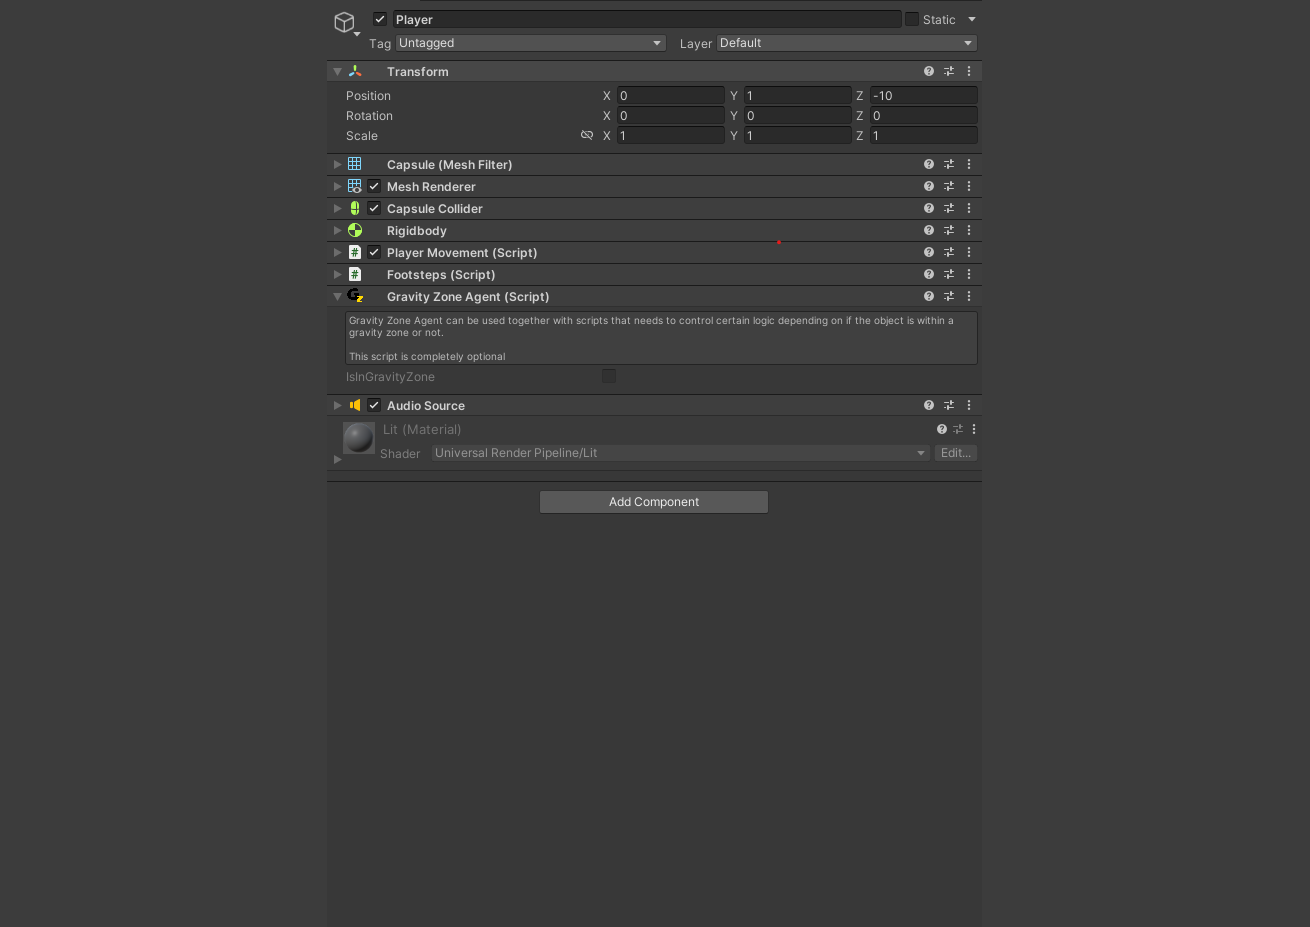 Player
Static
Tag Untagged Layer Default
Transform
Position X 0 Y 1 Z -10
Rotation X 0 Y 0 Z 0
Scale X 1 Y 1 Z 1
Capsule (Mesh Filter)
Mesh Renderer
Capsule Collider
Rigidbody
# Player Movement (Script)
# Footsteps (Script)
Gz Gravity Zone Agent (Script)
Gravity Zone Agent can be used together with scripts that needs to control certain logic depending on if the object is within a
gravity zone or not.
This script is completely optional
IsInGravityZone
Audio Source
Lit (Material)
Shader Universal Render Pipeline/Lit Edit...
Add Component